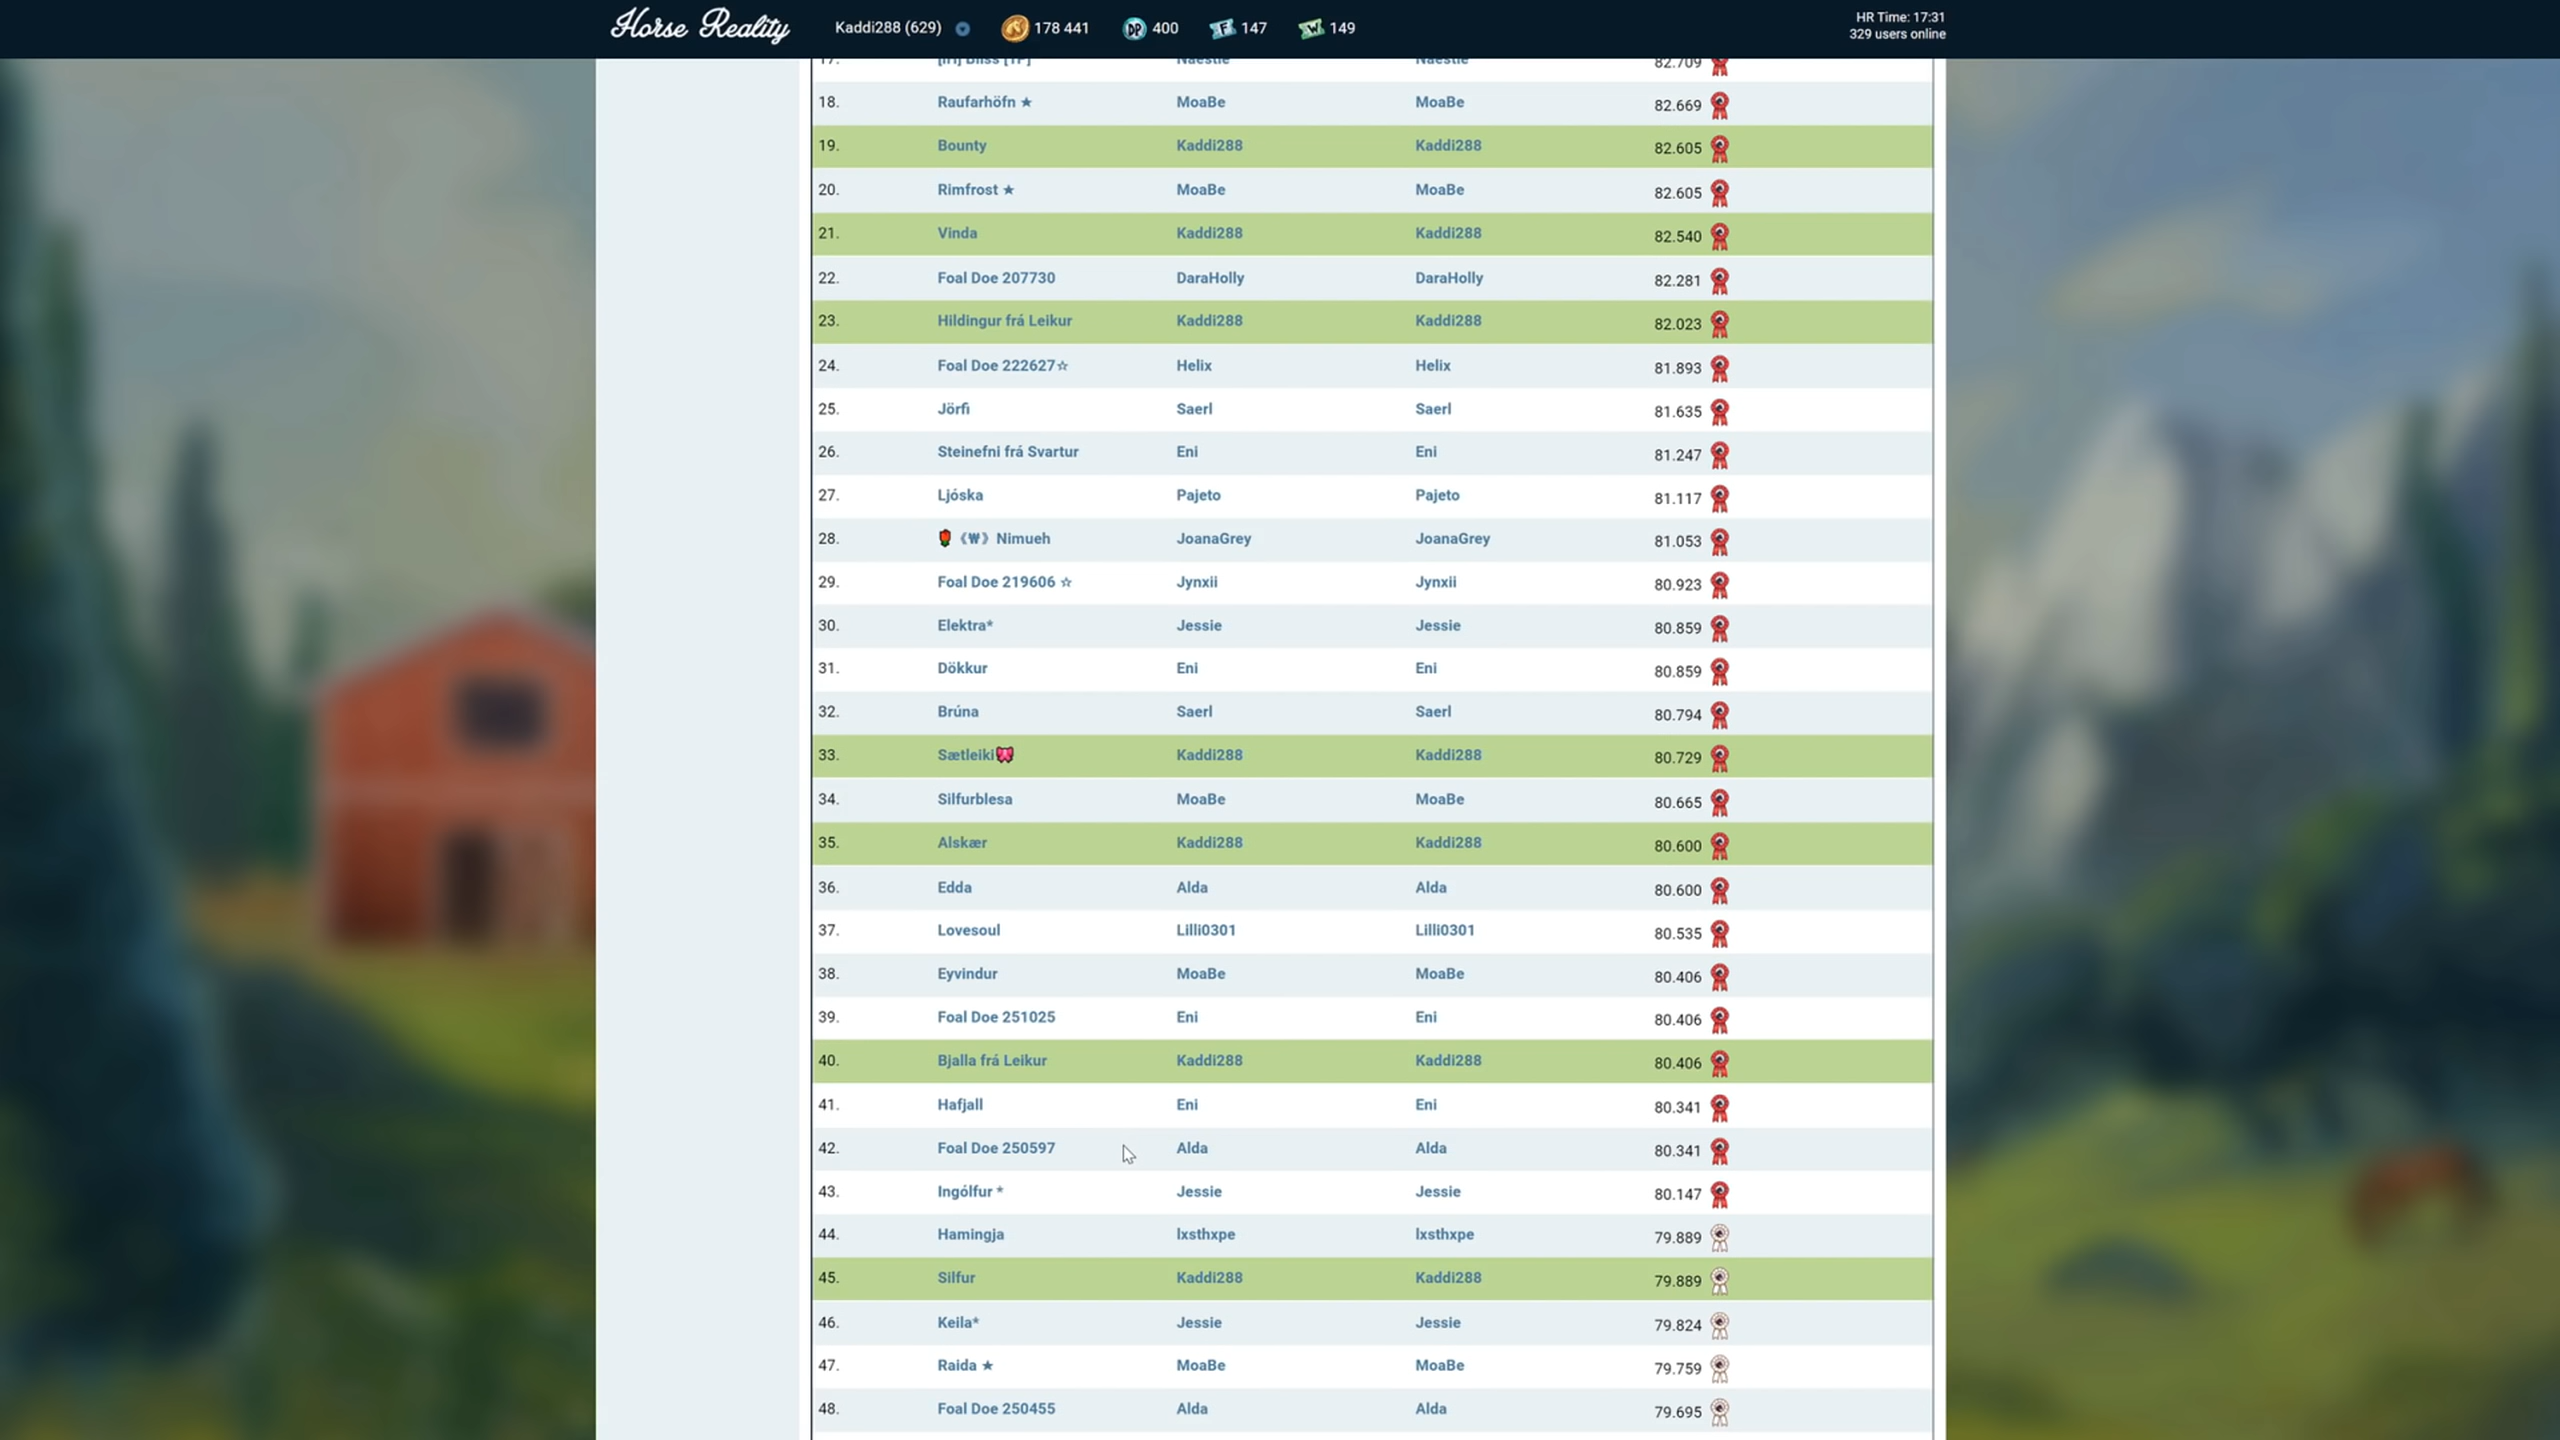 Horse Reality Kaddi288 (629) 178 441 DP 400 F 147 W 149 HR Time: 17:31
329 users online
17. [IH] Bliss [TP] Naestie Naestie 82.709
18. Raufarhöfn ★ MoaBe MoaBe 82.669
19. Bounty Kaddi288 Kaddi288 82.605
20. Rimfrost ★ MoaBe MoaBe 82.605
21. Vinda Kaddi288 Kaddi288 82.540
22. Foal Doe 207730 DaraHolly DaraHolly 82.281
23. Hildingur frá Leikur Kaddi288 Kaddi288 82.023
24. Foal Doe 222627☆ Helix Helix 81.893
25. Jörfi Saerl Saerl 81.635
26. Steinefni frá Svartur Eni Eni 81.247
27. Ljóska Pajeto Pajeto 81.117
28. 🌹《₩》 Nimueh JoanaGrey JoanaGrey 81.053
29. Foal Doe 219606 ☆ Jynxii Jynxii 80.923
30. Elektra* Jessie Jessie 80.859
31. Dökkur Eni Eni 80.859
32. Brúna Saerl Saerl 80.794
33. Sætleiki🎀 Kaddi288 Kaddi288 80.729
34. Silfurblesa MoaBe MoaBe 80.665
35. Alskær Kaddi288 Kaddi288 80.600
36. Edda Alda Alda 80.600
37. Lovesoul Lilli0301 Lilli0301 80.535
38. Eyvindur MoaBe MoaBe 80.406
39. Foal Doe 251025 Eni Eni 80.406
40. Bjalla frá Leikur Kaddi288 Kaddi288 80.406
41. Hafjall Eni Eni 80.341
42. Foal Doe 250597 Alda Alda 80.341
43. Ingólfur * Jessie Jessie 80.147
44. Hamingja lxsthxpe lxsthxpe 79.889
45. Silfur Kaddi288 Kaddi288 79.889
46. Keila* Jessie Jessie 79.824
47. Raida ★ MoaBe MoaBe 79.759
48. Foal Doe 250455 Alda Alda 79.695